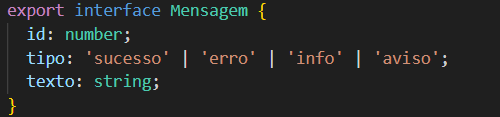 export interface Mensagem {
  id: number;
  tipo: 'sucesso' | 'erro' | 'info' | 'aviso';
  texto: string;
}